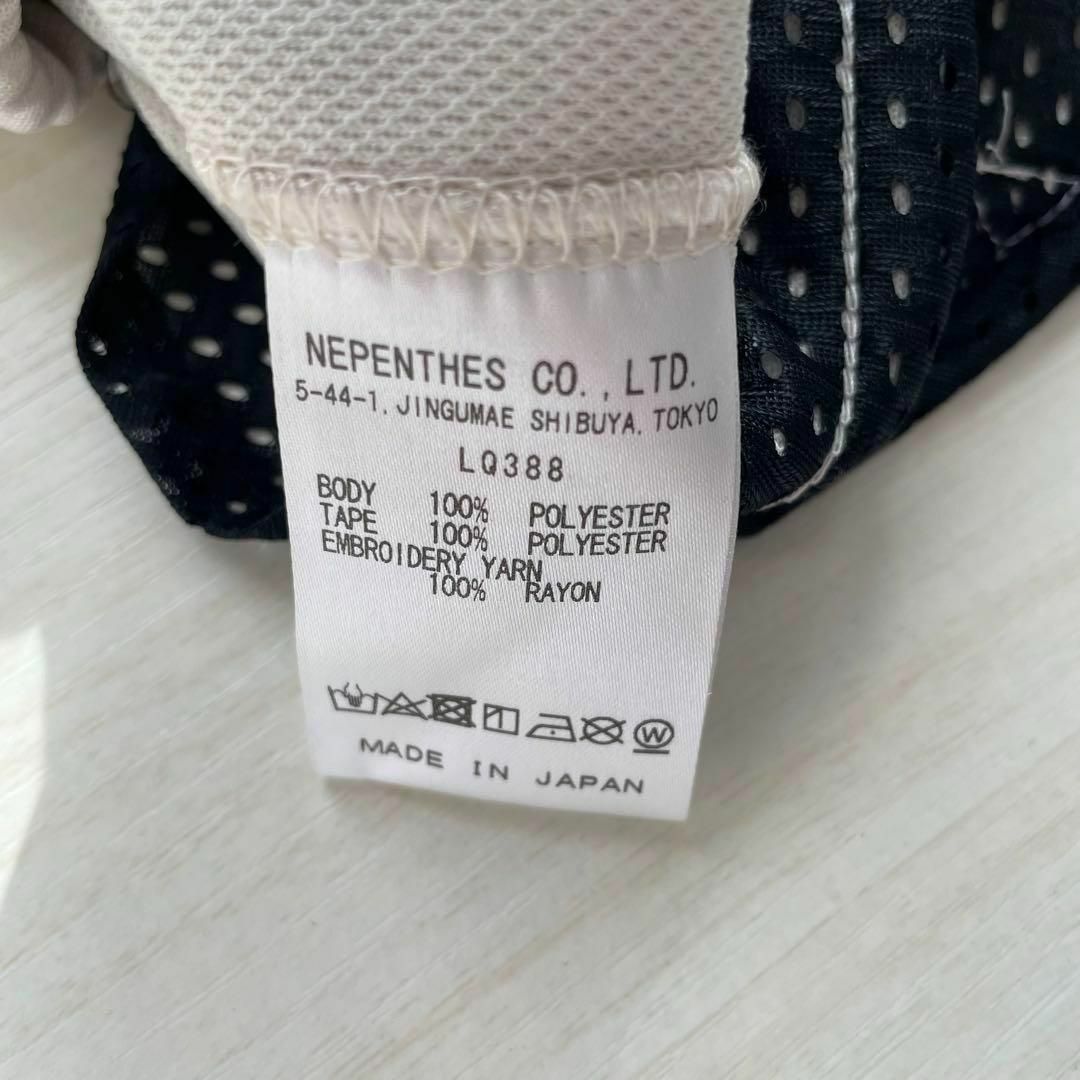 NEPENTHES CO., LTD.
5-44-1, JINGUMAE SHIBUYA, TOKYO
LQ388
BODY 100% POLYESTER
TAPE 100% POLYESTER
EMBROIDERY YARN
100% RAYON
W
MADE IN JAPAN